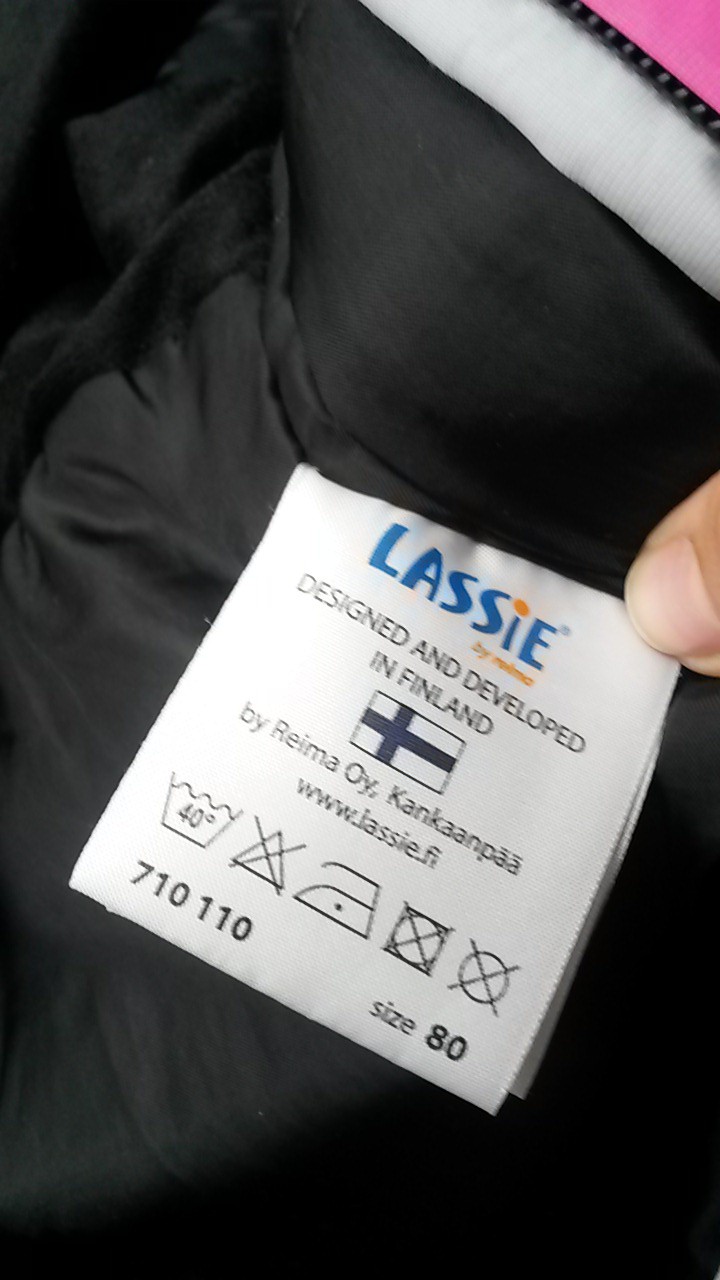 LASSiE®
by reima
DESIGNED AND DEVELOPED
IN FINLAND
by Reima Oy, Kankaanpää
www.lassie.fi
40°
710 110
size 80